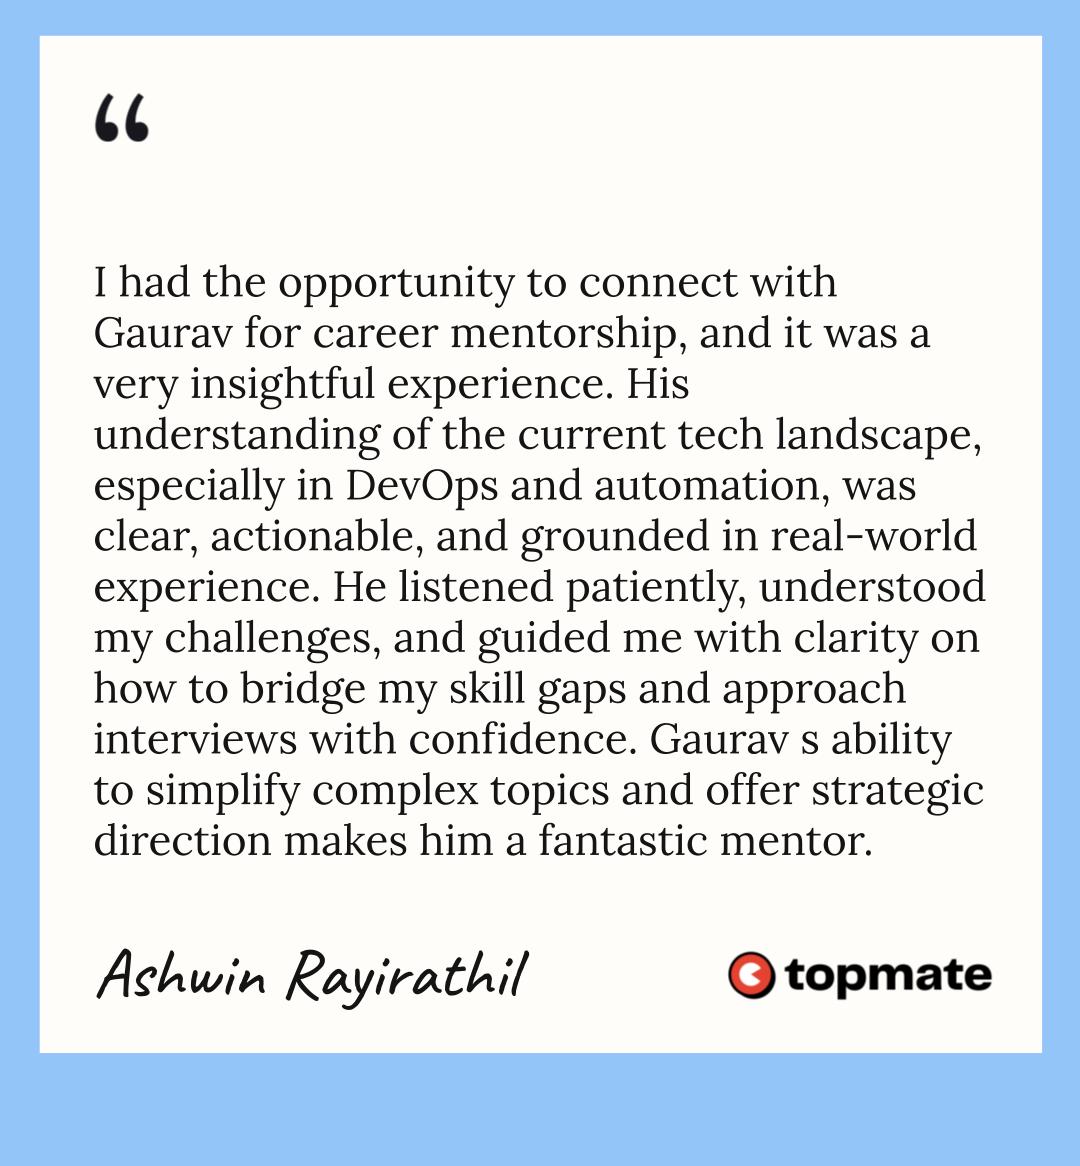 “
I had the opportunity to connect with
Gaurav for career mentorship, and it was a
very insightful experience. His
understanding of the current tech landscape,
especially in DevOps and automation, was
clear, actionable, and grounded in real-world
experience. He listened patiently, understood
my challenges, and guided me with clarity on
how to bridge my skill gaps and approach
interviews with confidence. Gaurav s ability
to simplify complex topics and offer strategic
direction makes him a fantastic mentor.
Ashwin Rayirathil
topmate